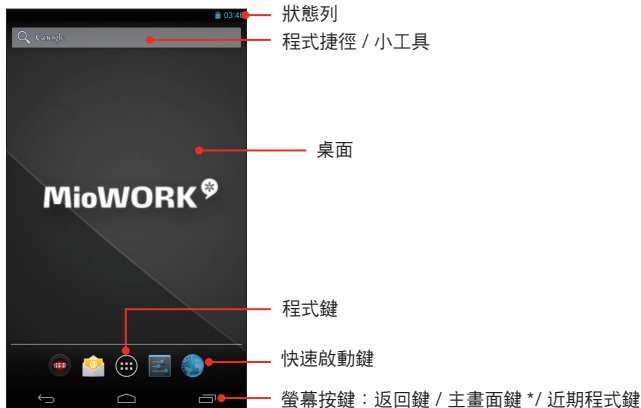 03:46
狀態列
Google
程式捷徑 / 小工具
桌面
MioWORK
程式鍵
快速啟動鍵
螢幕按鍵：返回鍵 / 主畫面鍵 */ 近期程式鍵